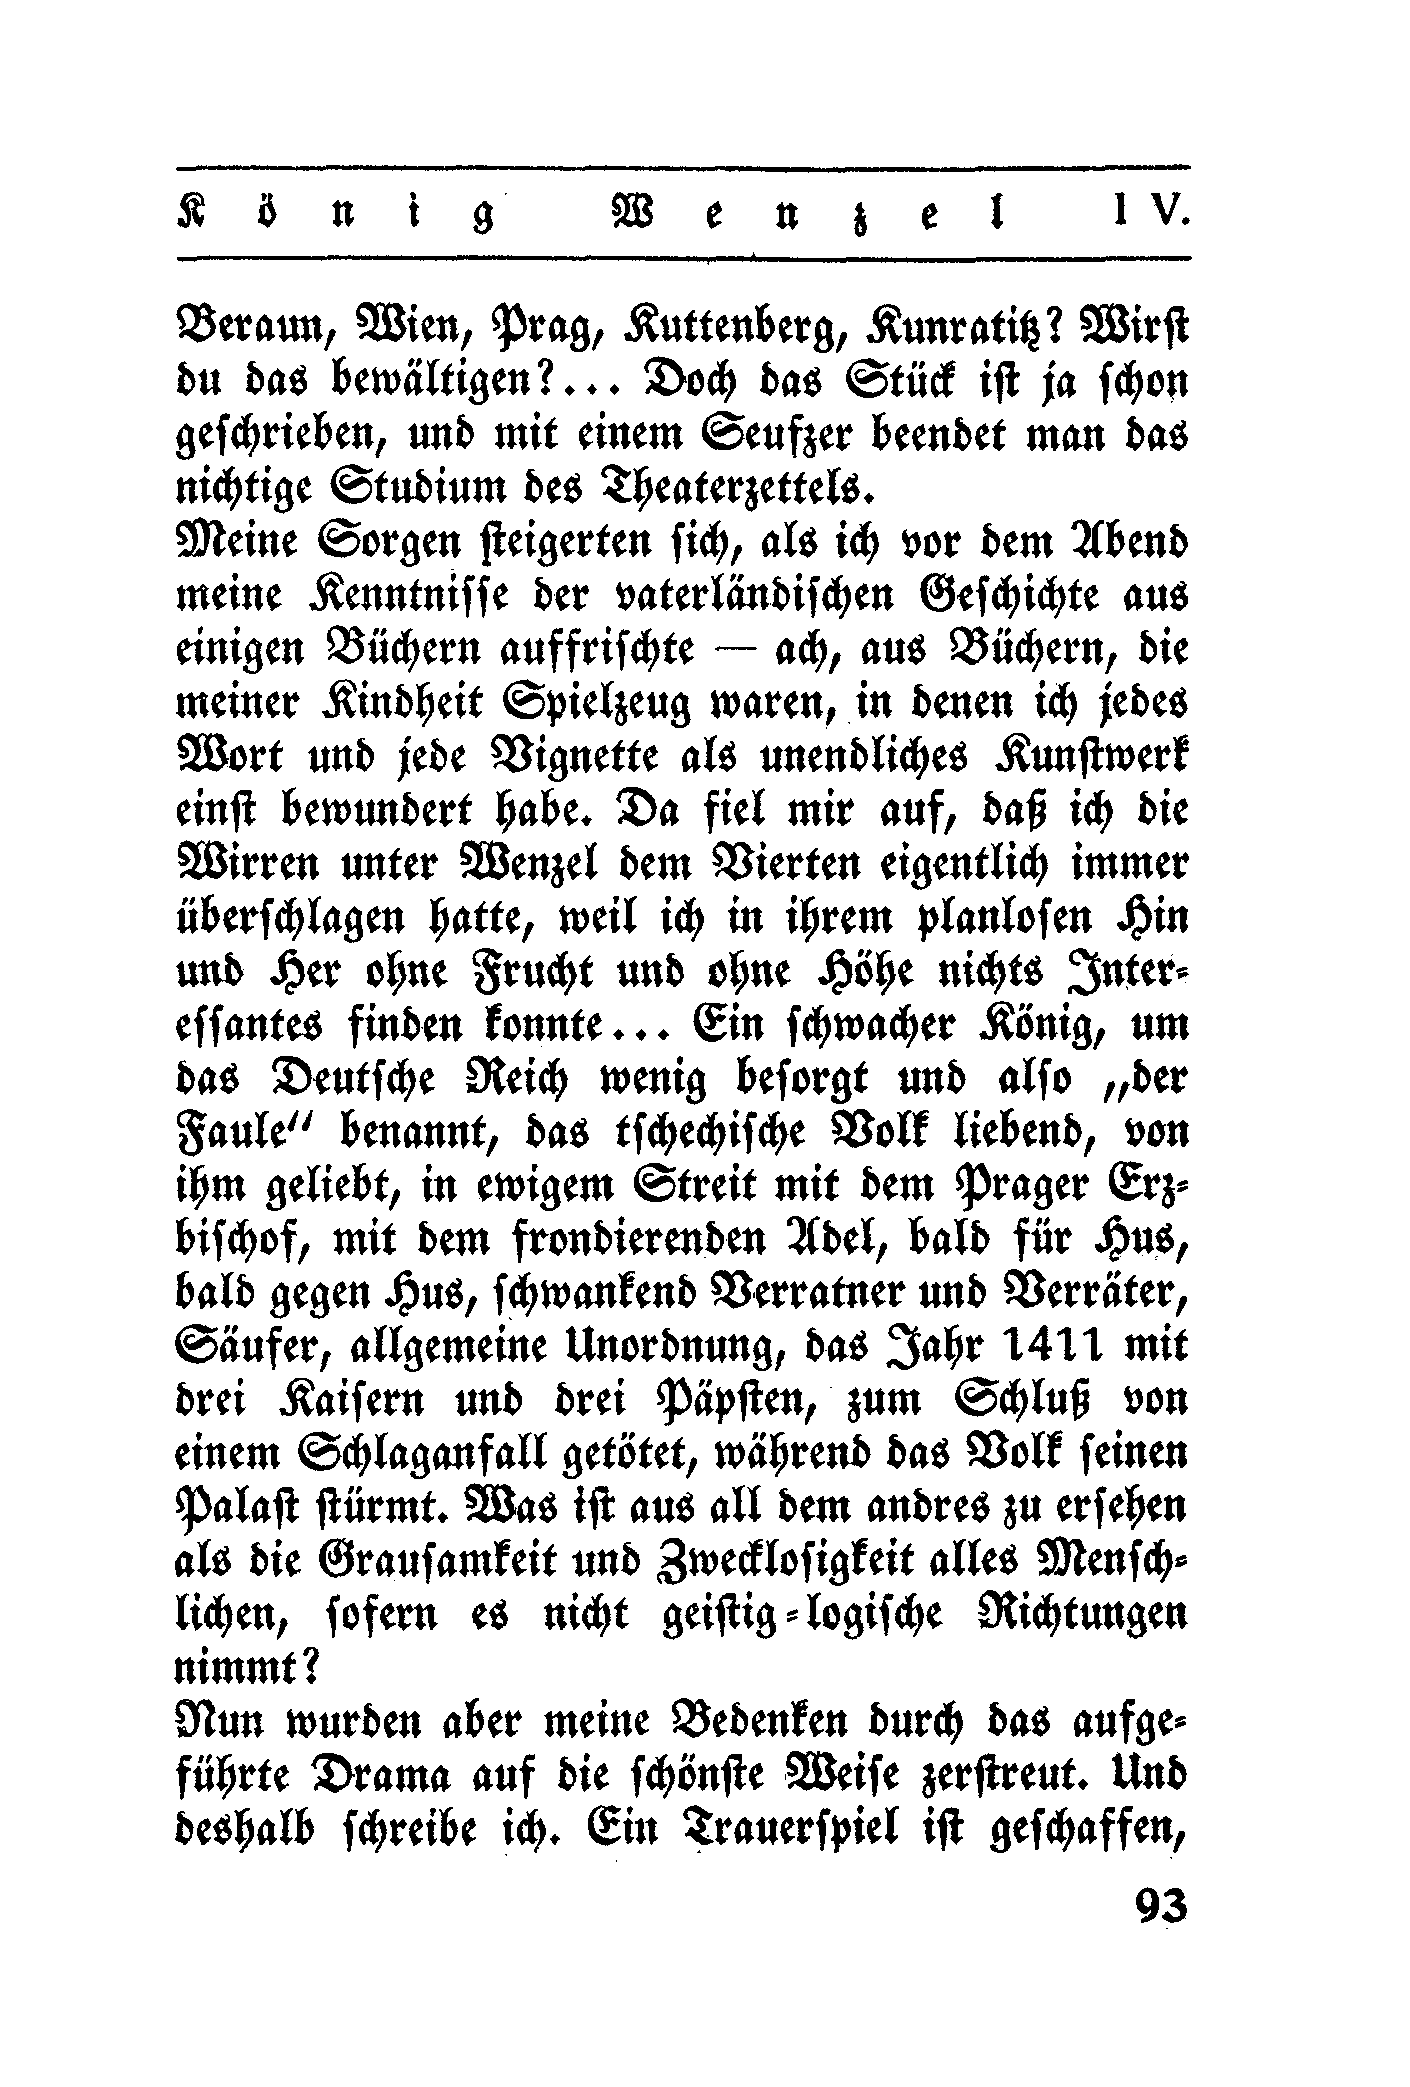 König Wenzel IV.
Beraun, Wien, Prag, Kuttenberg, Kunratitz? Wirst
du das bewältigen?... Doch das Stück ist ja schon
geschrieben, und mit einem Seufzer beendet man das
nichtige Studium des Theaterzettels.
Meine Sorgen steigerten sich, als ich vor dem Abend
meine Kenntnisse der vaterländischen Geschichte aus
einigen Büchern auffrischte — ach, aus Büchern, die
meiner Kindheit Spielzeug waren, in denen ich jedes
Wort und jede Vignette als unendliches Kunstwerk
einst bewundert habe. Da fiel mir auf, daß ich die
Wirren unter Wenzel dem Vierten eigentlich immer
überschlagen hatte, weil ich in ihrem planlosen Hin
und Her ohne Frucht und ohne Höhe nichts Inter-
essantes finden konnte... Ein schwacher König, um
das Deutsche Reich wenig besorgt und also „der
Faule“ benannt, das tschechische Volk liebend, von
ihm geliebt, in ewigem Streit mit dem Prager Erz-
bischof, mit dem frondierenden Adel, bald für Hus,
bald gegen Hus, schwankend Verratner und Verräter,
Säufer, allgemeine Unordnung, das Jahr 1411 mit
drei Kaisern und drei Päpsten, zum Schluß von
einem Schlaganfall getötet, während das Volk seinen
Palast stürmt. Was ist aus all dem andres zu ersehen
als die Grausamkeit und Zwecklosigkeit alles Mensch-
lichen, sofern es nicht geistig-logische Richtungen
nimmt?
Nun wurden aber meine Bedenken durch das aufge-
führte Drama auf die schönste Weise zerstreut. Und
deshalb schreibe ich. Ein Trauerspiel ist geschaffen,
93